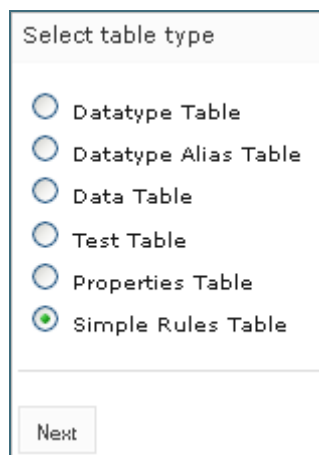 Select table type
Datatype Table
Datatype Alias Table
Data Table
Test Table
Properties Table
Simple Rules Table
Next